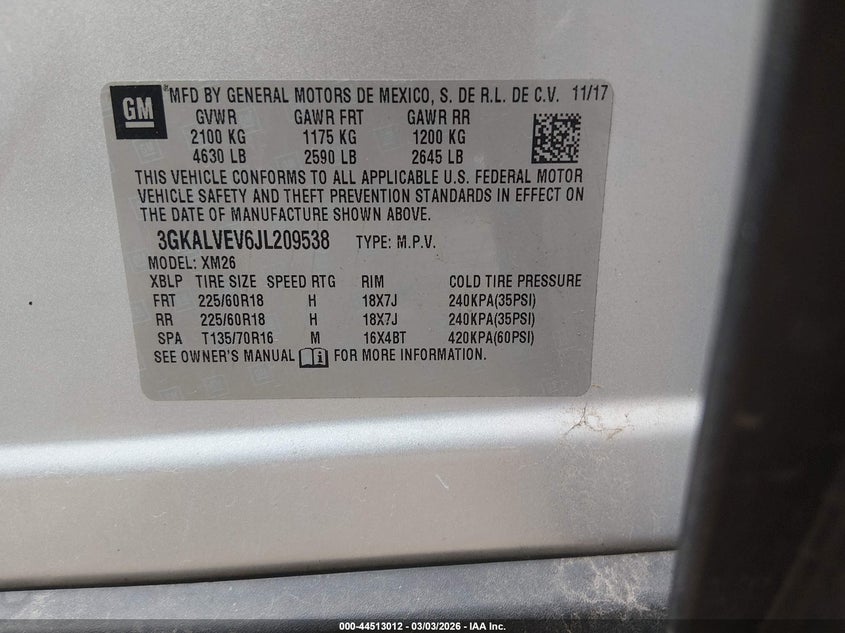 GM
®MFD BY GENERAL MOTORS DE MEXICO, S. DE R.L. DE C.V. 11/17
GVWR GAWR FRT GAWR RR
2100 KG 1175 KG 1200 KG
4630 LB 2590 LB 2645 LB
THIS VEHICLE CONFORMS TO ALL APPLICABLE U.S. FEDERAL MOTOR
VEHICLE SAFETY AND THEFT PREVENTION STANDARDS IN EFFECT ON
THE DATE OF MANUFACTURE SHOWN ABOVE.
3GKALVEV6JL209538 TYPE: M.P.V.
MODEL: XM26
XBLP TIRE SIZE SPEED RTG RIM COLD TIRE PRESSURE
FRT 225/60R18 H 18X7J 240KPA(35PSI)
RR 225/60R18 H 18X7J 240KPA(35PSI)
SPA T135/70R16 M 16X4BT 420KPA(60PSI)
SEE OWNER'S MANUAL FOR MORE INFORMATION.
000-44513012 - 03/03/2026 - IAA Inc.